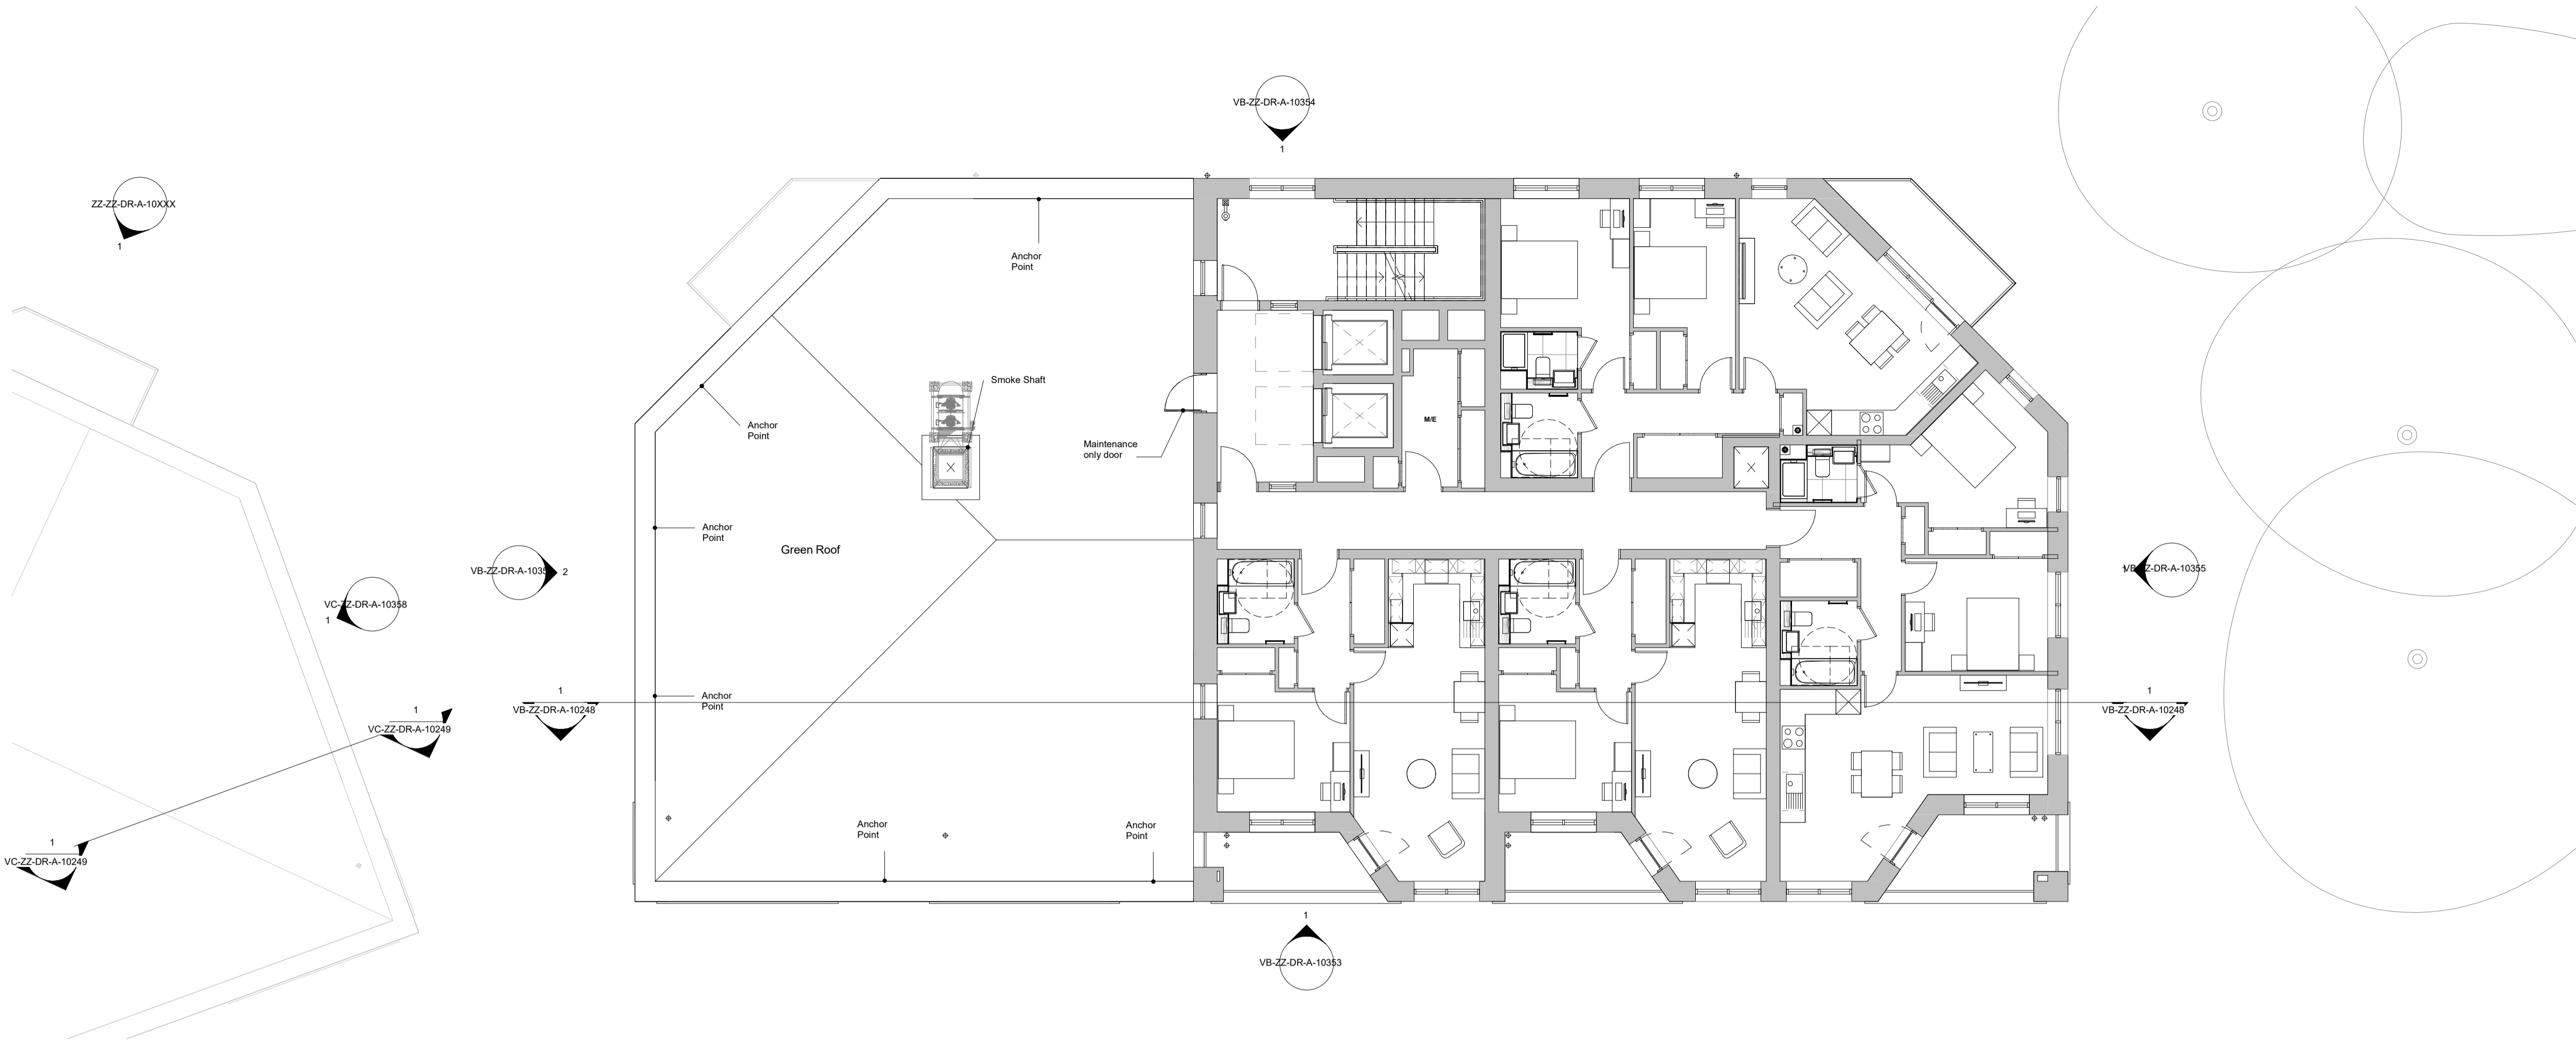 VB-ZZ-DR-A-10354
1
ZZ-ZZ-DR-A-10XXX
1
Anchor
Point
Smoke Shaft
Anchor
Point
Maintenance
only door
M/E
Anchor
Point
Green Roof
VB-ZZ-DR-A-1035
2
VB-ZZ-DR-A-10355
VC-ZZ-DR-A-10358
1
Anchor
Point
1
VB-ZZ-DR-A-10248
1
VB-ZZ-DR-A-10248
1
VC-ZZ-DR-A-10249
Anchor
Point
Anchor
Point
1
VC-ZZ-DR-A-10249
1
VB-ZZ-DR-A-10353